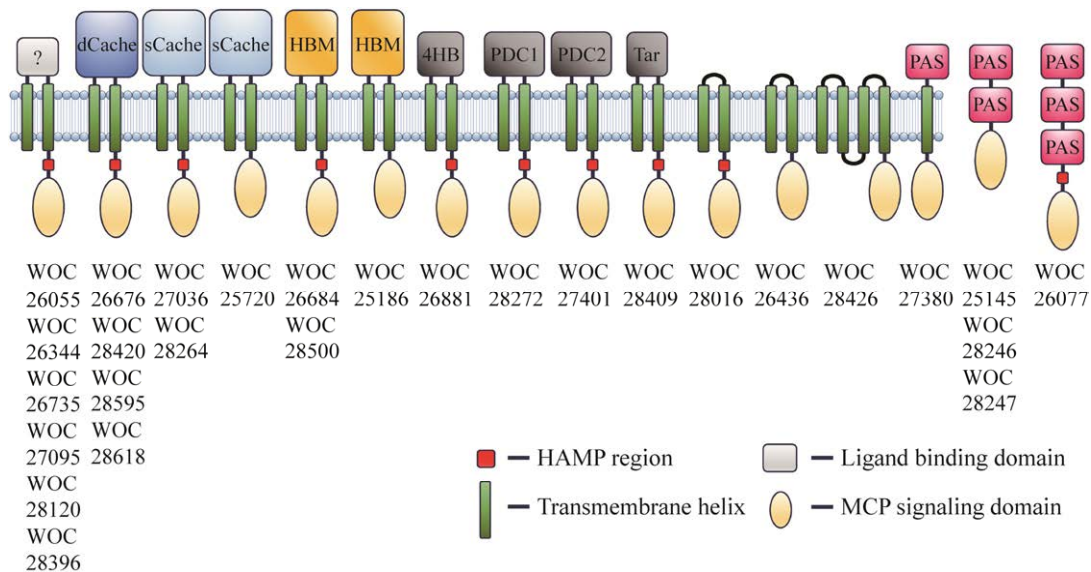 ? dCache sCache sCache HBM HBM 4HB PDC1 PDC2 Tar PAS PAS PAS
PAS PAS
PAS
WOC WOC WOC WOC WOC WOC WOC WOC WOC WOC WOC WOC WOC WOC WOC WOC
26055 26676 27036 25720 26684 25186 26881 28272 27401 28409 28016 26436 28426 27380 25145 26077
WOC WOC WOC WOC WOC
26344 28420 28264 28500 28246
WOC WOC WOC
26735 28595 28247
WOC WOC
27095 28618
WOC
28120
WOC
28396
HAMP region
Ligand binding domain
Transmembrane helix
MCP signaling domain